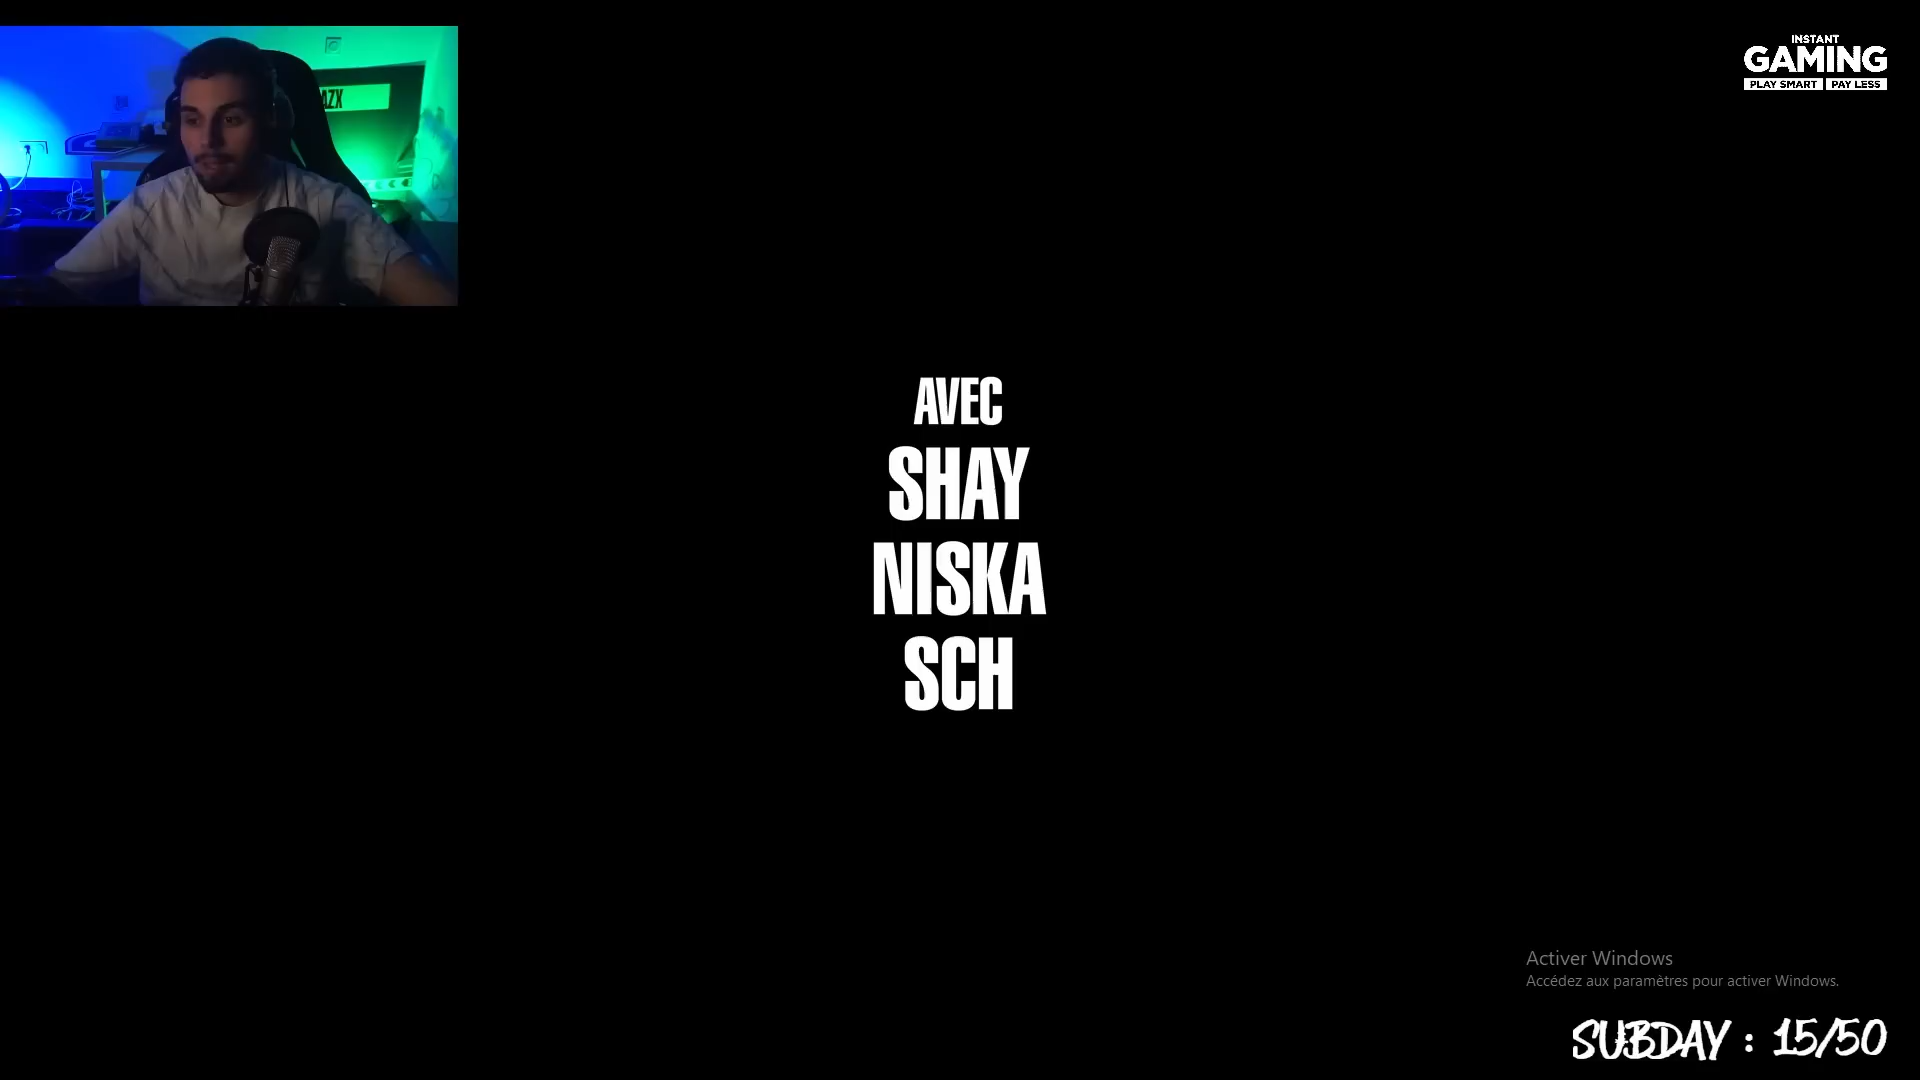 AZX
INSTANT
GAMING
PLAY SMART PAY LESS
AVEC
SHAY
NISKA
SCH
Activer Windows
Accédez aux paramètres pour activer Windows.
SUBDAY : 15/50